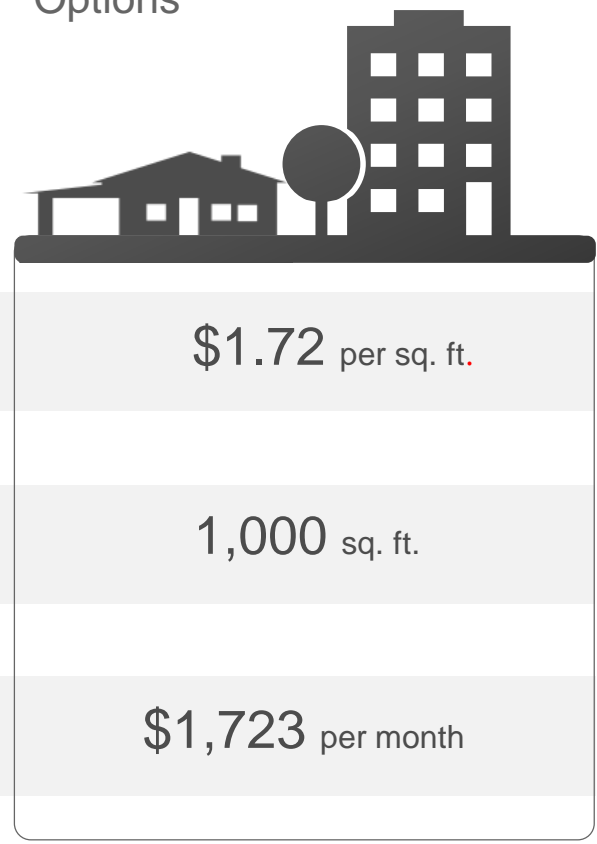 Options
$1.72 per sq. ft.
1,000 sq. ft.
$1,723 per month